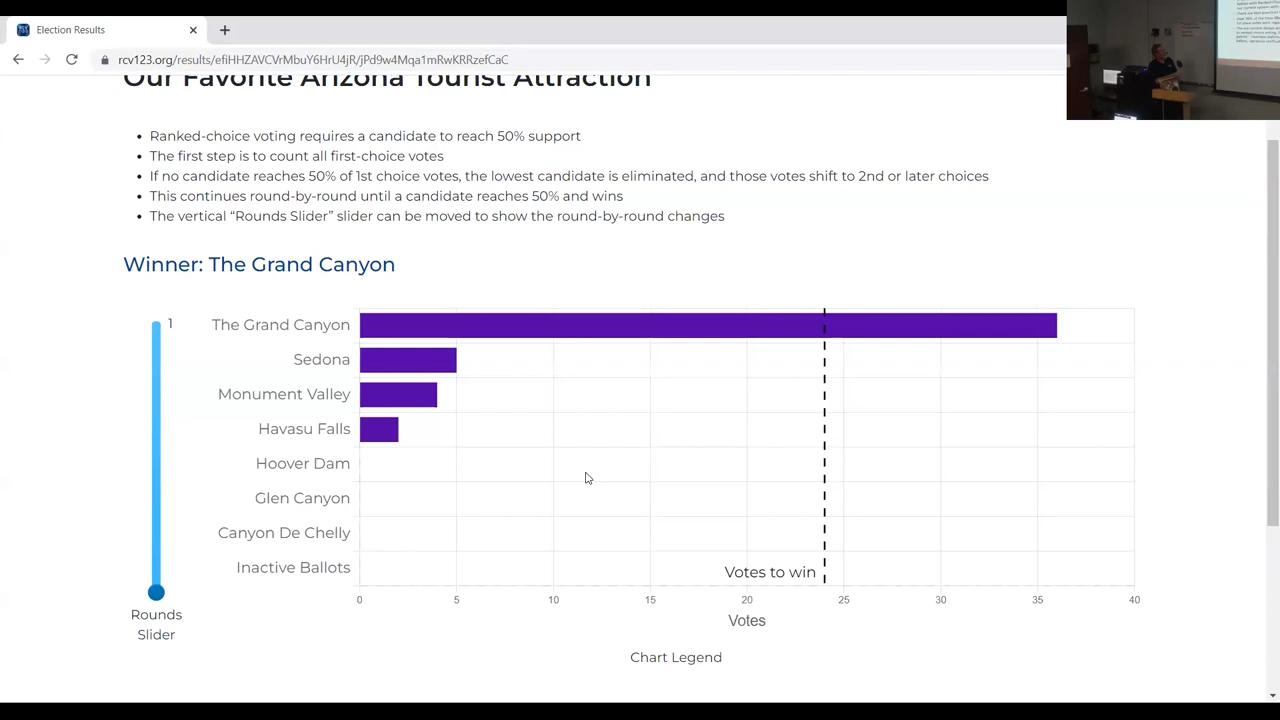 Election Results
rcv123.org/results/efiHHZAVCVrMbuY6HrU4jR/jPd9w4Mqa1mRwKRRzefCaC
Our Favorite Arizona Tourist Attraction
Ranked-choice voting requires a candidate to reach 50% support
The first step is to count all first-choice votes
If no candidate reaches 50% of 1st choice votes, the lowest candidate is eliminated, and those votes shift to 2nd or later choices
This continues round-by-round until a candidate reaches 50% and wins
The vertical “Rounds Slider” slider can be moved to show the round-by-round changes
Winner: The Grand Canyon
1
The Grand Canyon
Sedona
Monument Valley
Havasu Falls
Hoover Dam
Glen Canyon
Canyon De Chelly
Inactive Ballots
Votes to win
0 5 10 15 20 25 30 35 40
Votes
Rounds
Slider
Chart Legend